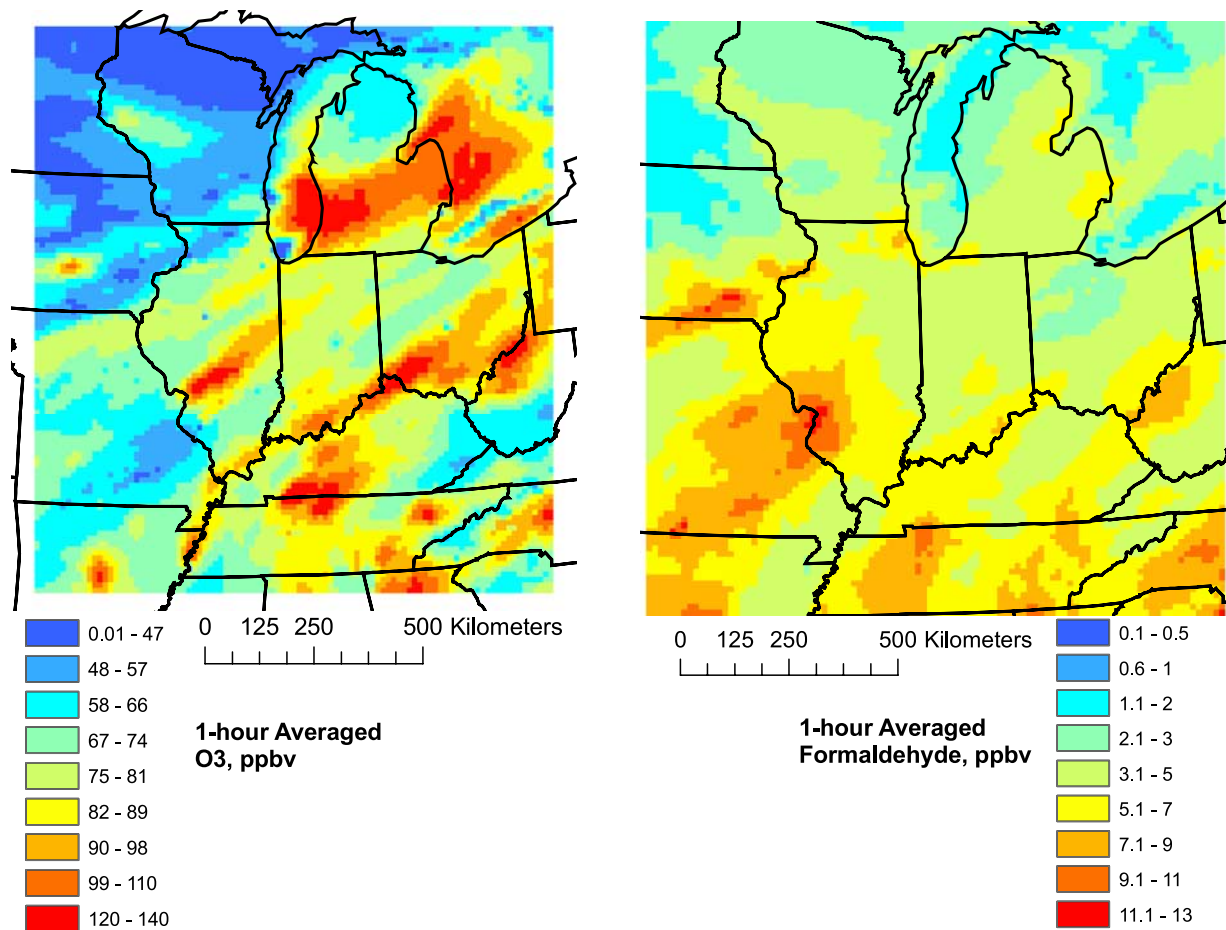 0 125 250 500 Kilometers
0.01 - 47
48 - 57
58 - 66
67 - 74
75 - 81
82 - 89
90 - 98
99 - 110
120 - 140
1-hour Averaged
O3, ppbv
0 125 250 500 Kilometers
1-hour Averaged
Formaldehyde, ppbv
0.1 - 0.5
0.6 - 1
1.1 - 2
2.1 - 3
3.1 - 5
5.1 - 7
7.1 - 9
9.1 - 11
11.1 - 13